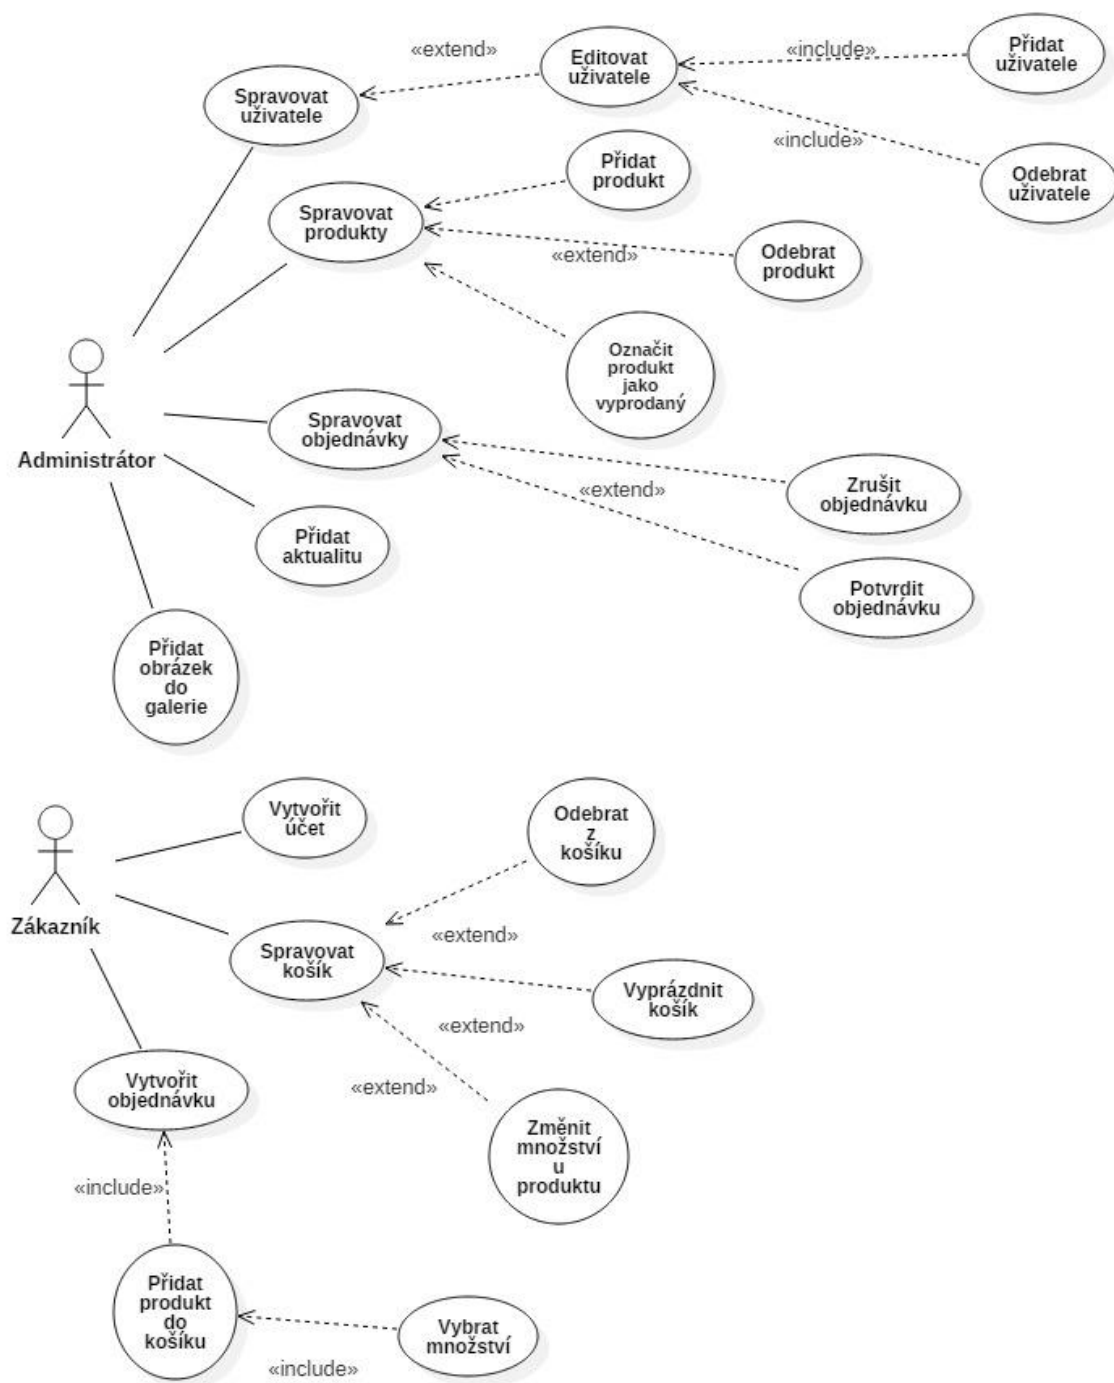 «extend»
Editovat
uživatele
«include»
Přidat
uživatele
Spravovat
uživatele
«include»
Odebrat
uživatele
Přidat
produkt
Spravovat
produkty
«extend»
Odebrat
produkt
Označit
produkt
jako
vyprodaný
Administrátor
Spravovat
objednávky
«extend»
Zrušit
objednávku
Přidat
aktualitu
Potvrdit
objednávku
Přidat
obrázek
do
galerie
Zákazník
Vytvořit
účet
Odebrat
z
košíku
Spravovat
košík
«extend»
Vyprázdnit
košík
«extend»
«extend»
Změnit
množství
u
produktu
Vytvořit
objednávku
«include»
Přidat
produkt
do
košíku
Vybrat
množství
«include»